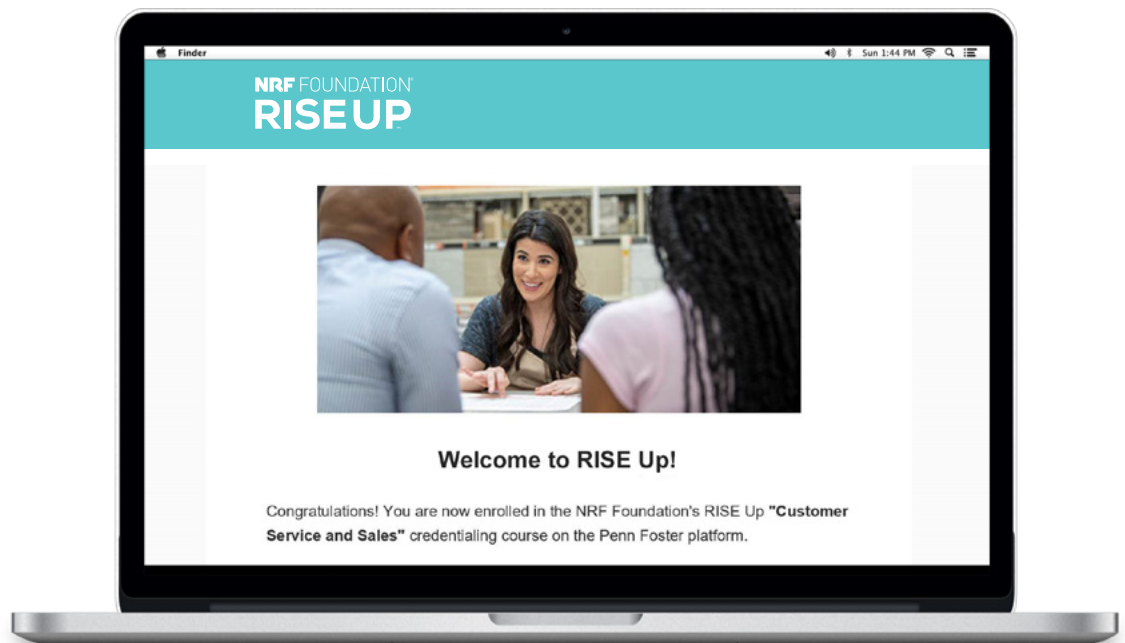 Finder
Sun 1:44 PM
NRF FOUNDATION®
RISE UP
Welcome to RISE Up!
Congratulations! You are now enrolled in the NRF Foundation's RISE Up "Customer
Service and Sales" credentialing course on the Penn Foster platform.